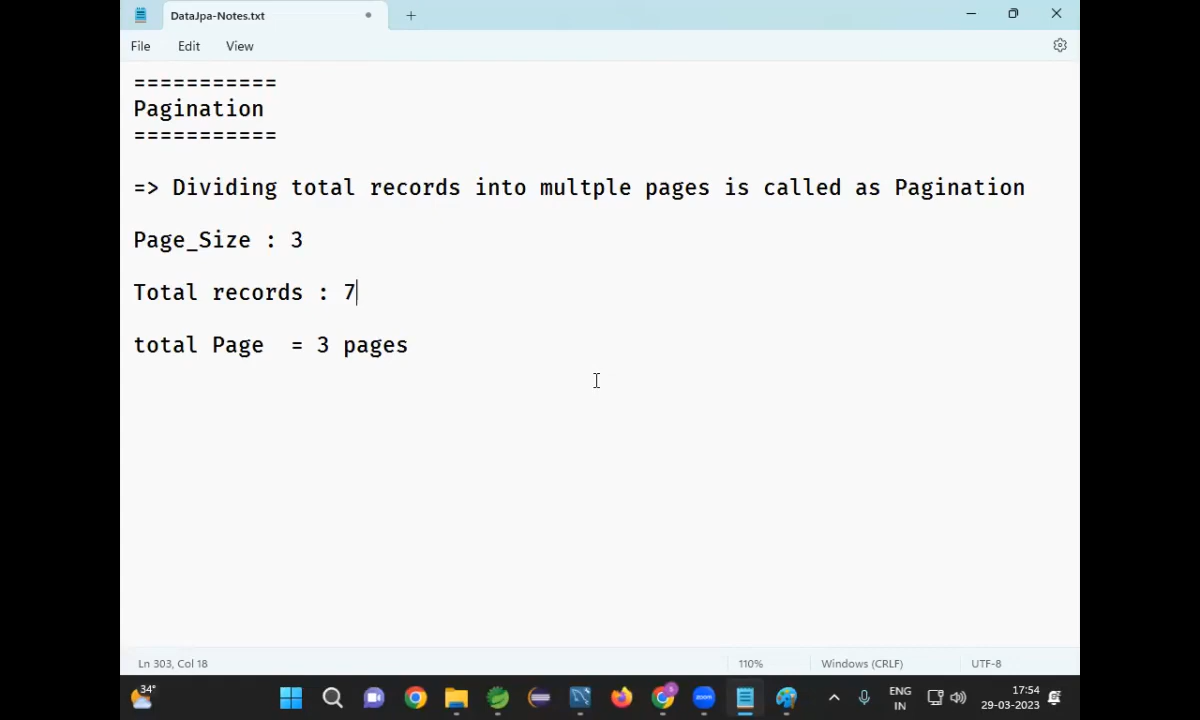 DataJpa-Notes.txt
File Edit View
===========
Pagination
===========
=> Dividing total records into multple pages is called as Pagination
Page_Size : 3
Total records : 7
total Page  = 3 pages
Ln 303, Col 18 110% Windows (CRLF) UTF-8
34° zoom ENG 17:54
IN 29-03-2023